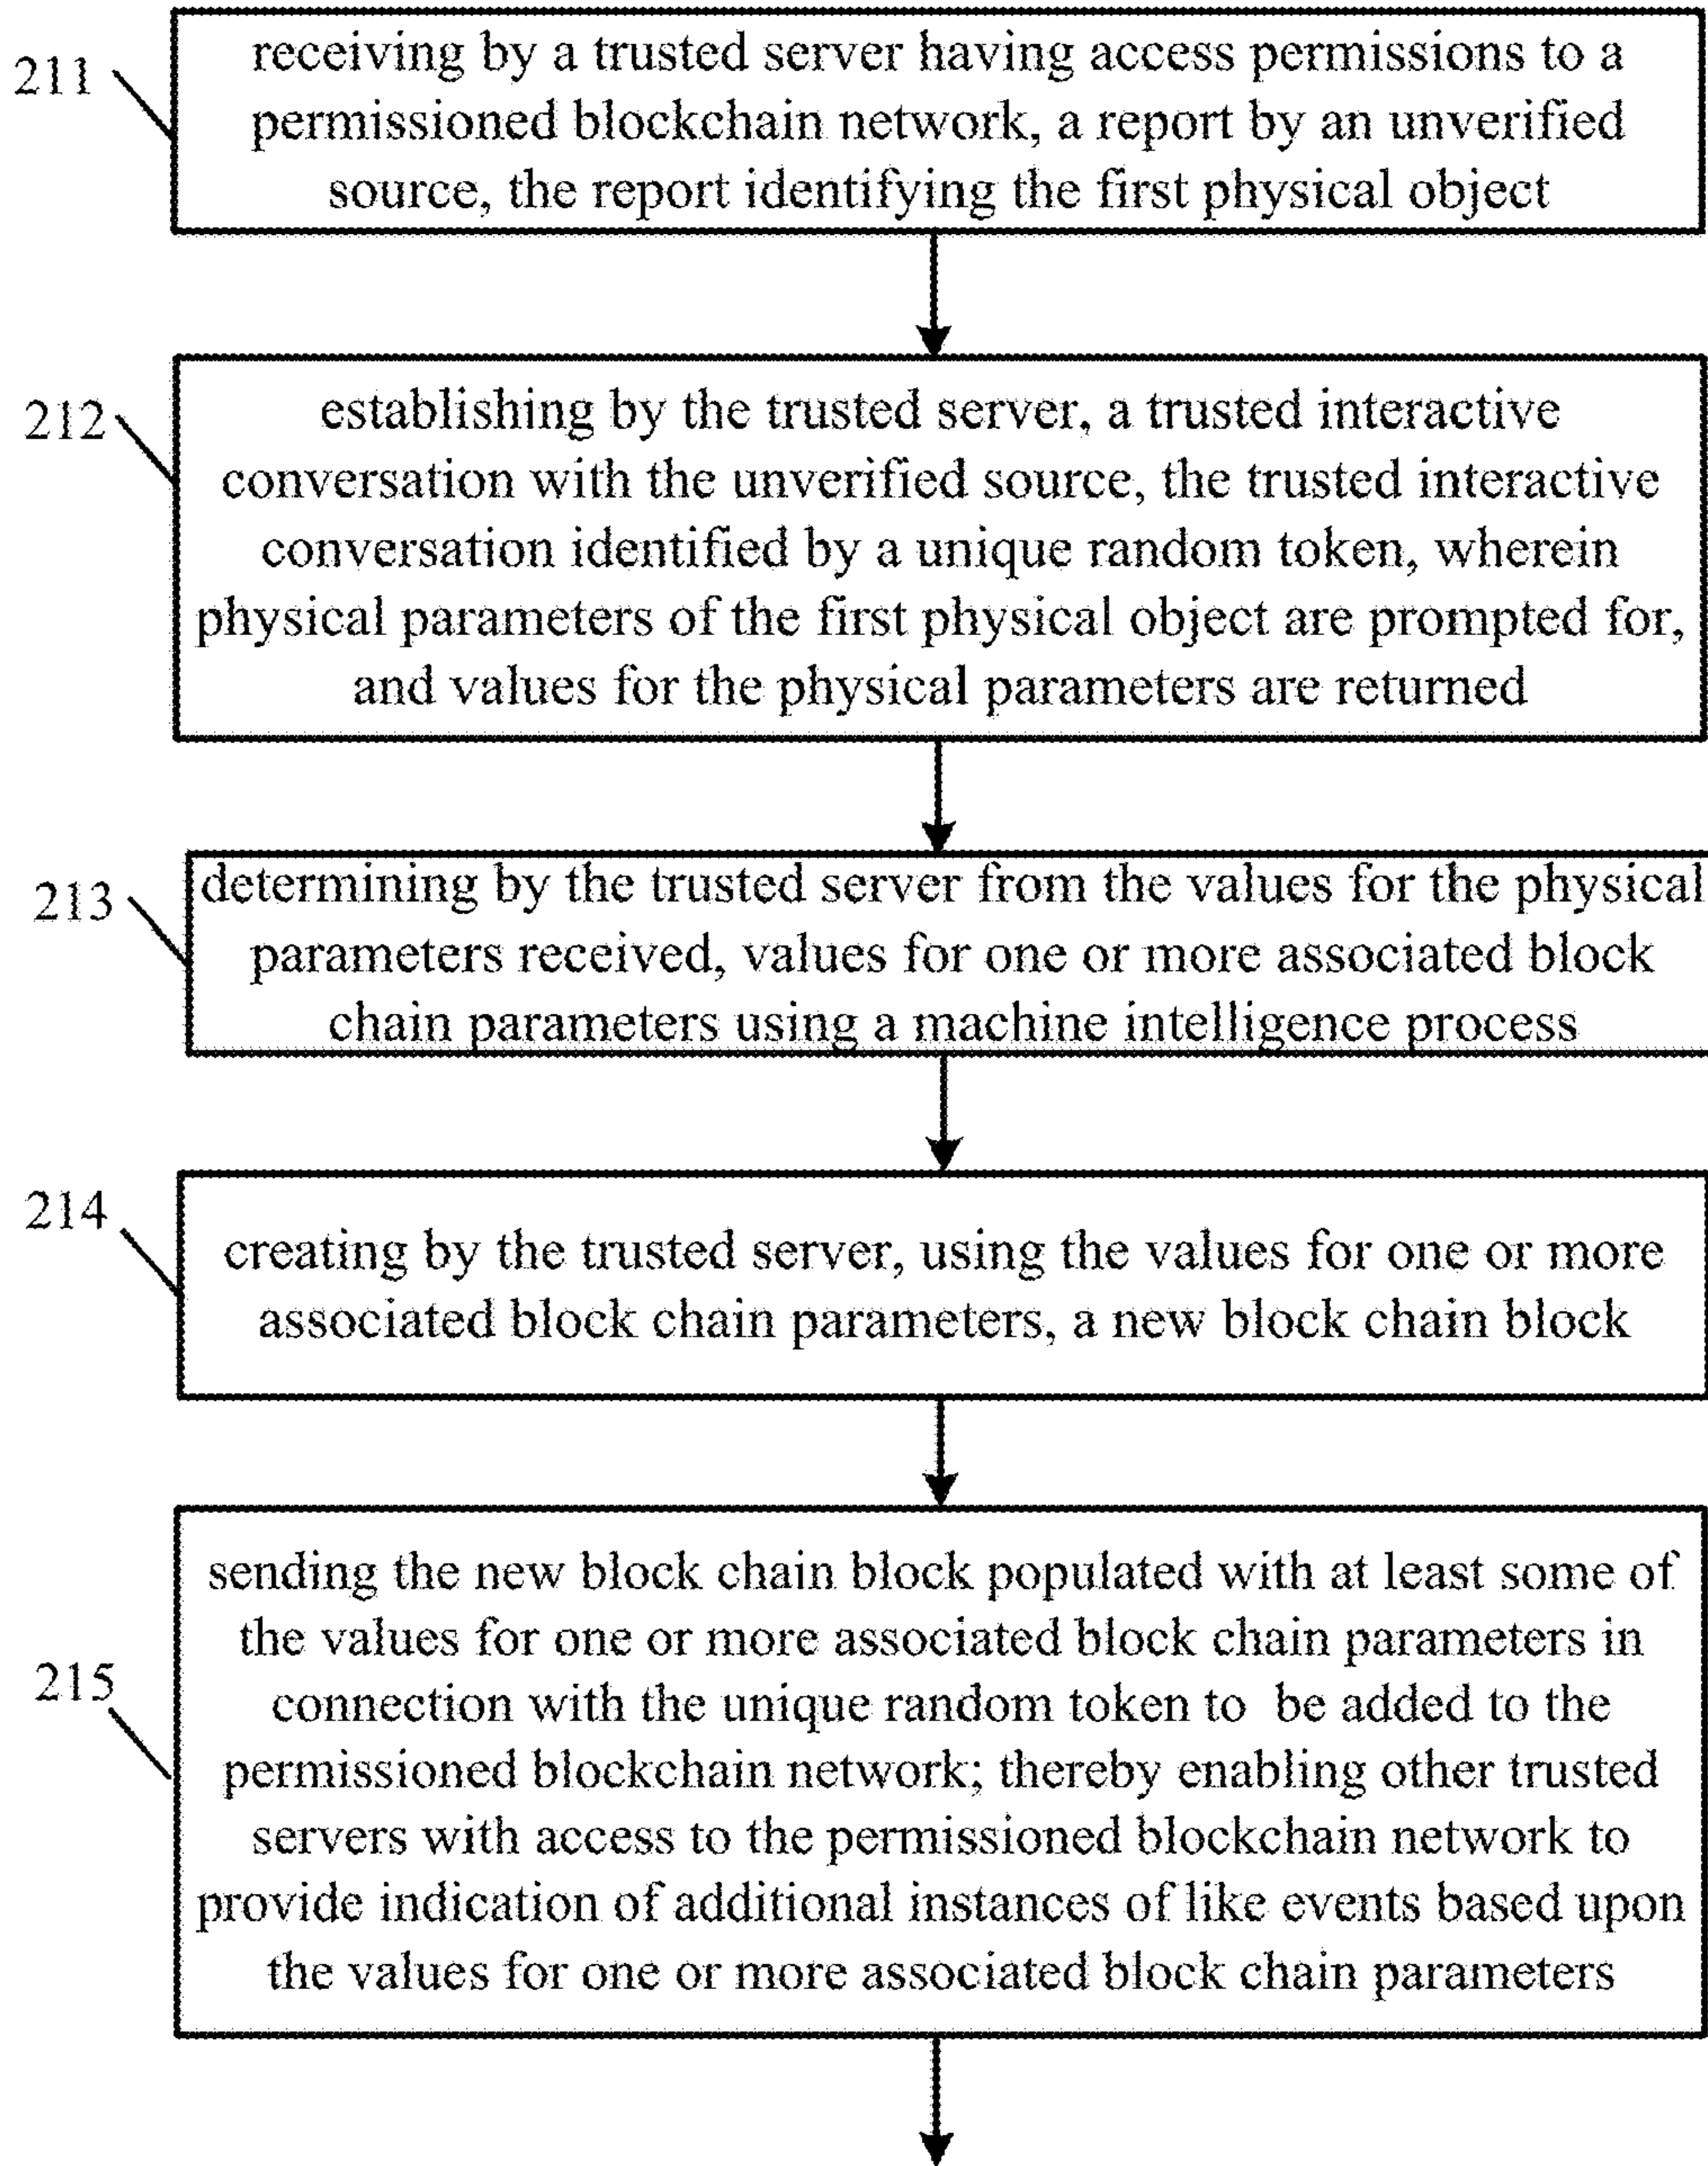 211
receiving by a trusted server having access permissions to a
permissioned blockchain network, a report by an unverified
source, the report identifying the first physical object
212
establishing by the trusted server, a trusted interactive
conversation with the unverified source, the trusted interactive
conversation identified by a unique random token, wherein
physical parameters of the first physical object are prompted for,
and values for the physical parameters are returned
213
determining by the trusted server from the values for the physical
parameters received, values for one or more associated block
chain parameters using a machine intelligence process
214
creating by the trusted server, using the values for one or more
associated block chain parameters, a new block chain block
215
sending the new block chain block populated with at least some of
the values for one or more associated block chain parameters in
connection with the unique random token to be added to the
permissioned blockchain network; thereby enabling other trusted
servers with access to the permissioned blockchain network to
provide indication of additional instances of like events based upon
the values for one or more associated block chain parameters